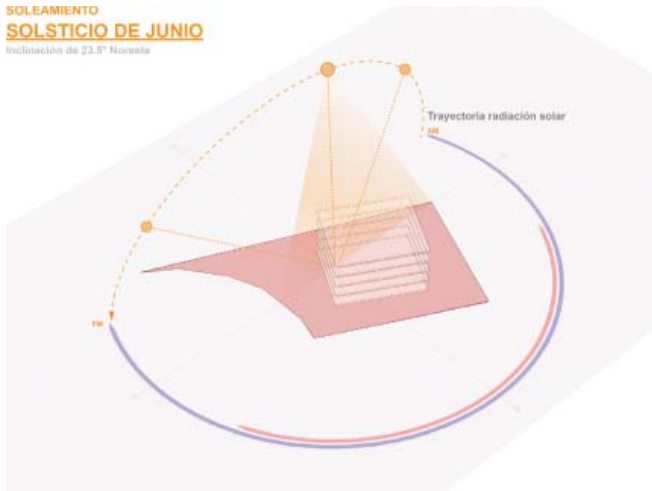 SOLEAMIENTO
SOLSTICIO DE JUNIO
Inclinación de 23.5° Noreste
Trayectoria radiación solar
AM
PM